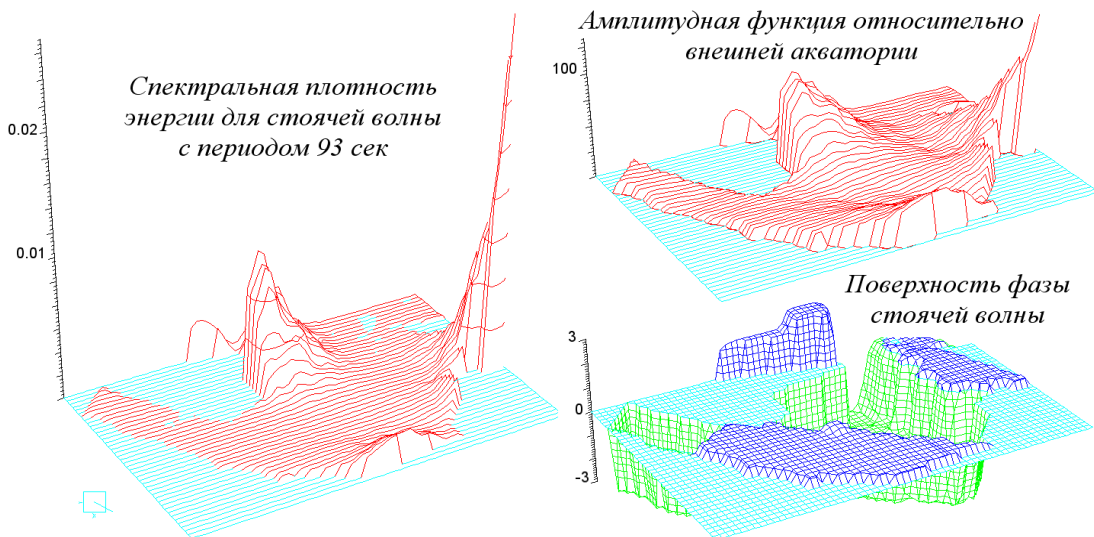 Спектральная плотность
энергии для стоячей волны
с периодом 93 сек
0.02
0.01
Амплитудная функция относительно
внешней акватории
100
Поверхность фазы
стоячей волны
3
0
-3